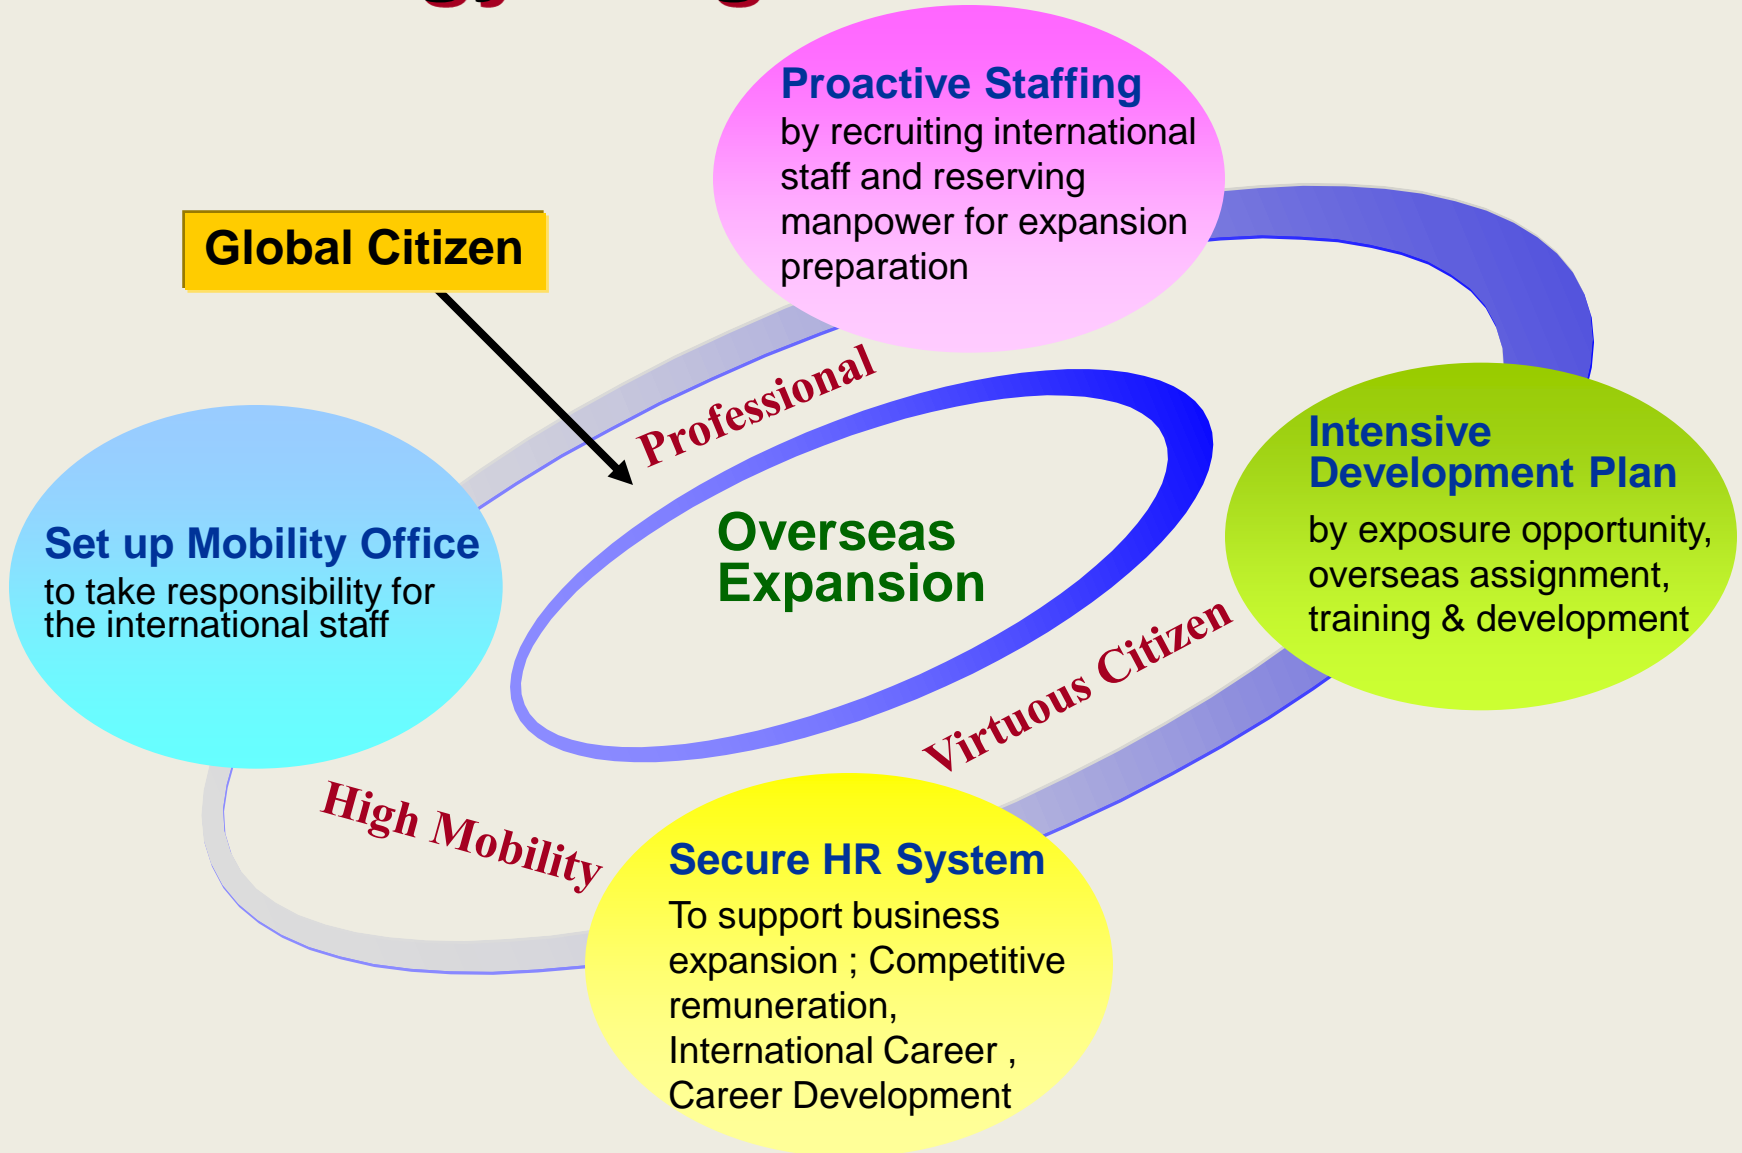 Proactive Staffing
by recruiting international
staff and reserving
manpower for expansion
preparation
Global Citizen
Professional
Intensive
Development Plan
by exposure opportunity,
overseas assignment,
training & development
Overseas
Expansion
Set up Mobility Office
to take responsibility for
the international staff
Virtuous Citizen
High Mobility
Secure HR System
To support business
expansion ; Competitive
remuneration,
International Career ,
Career Development